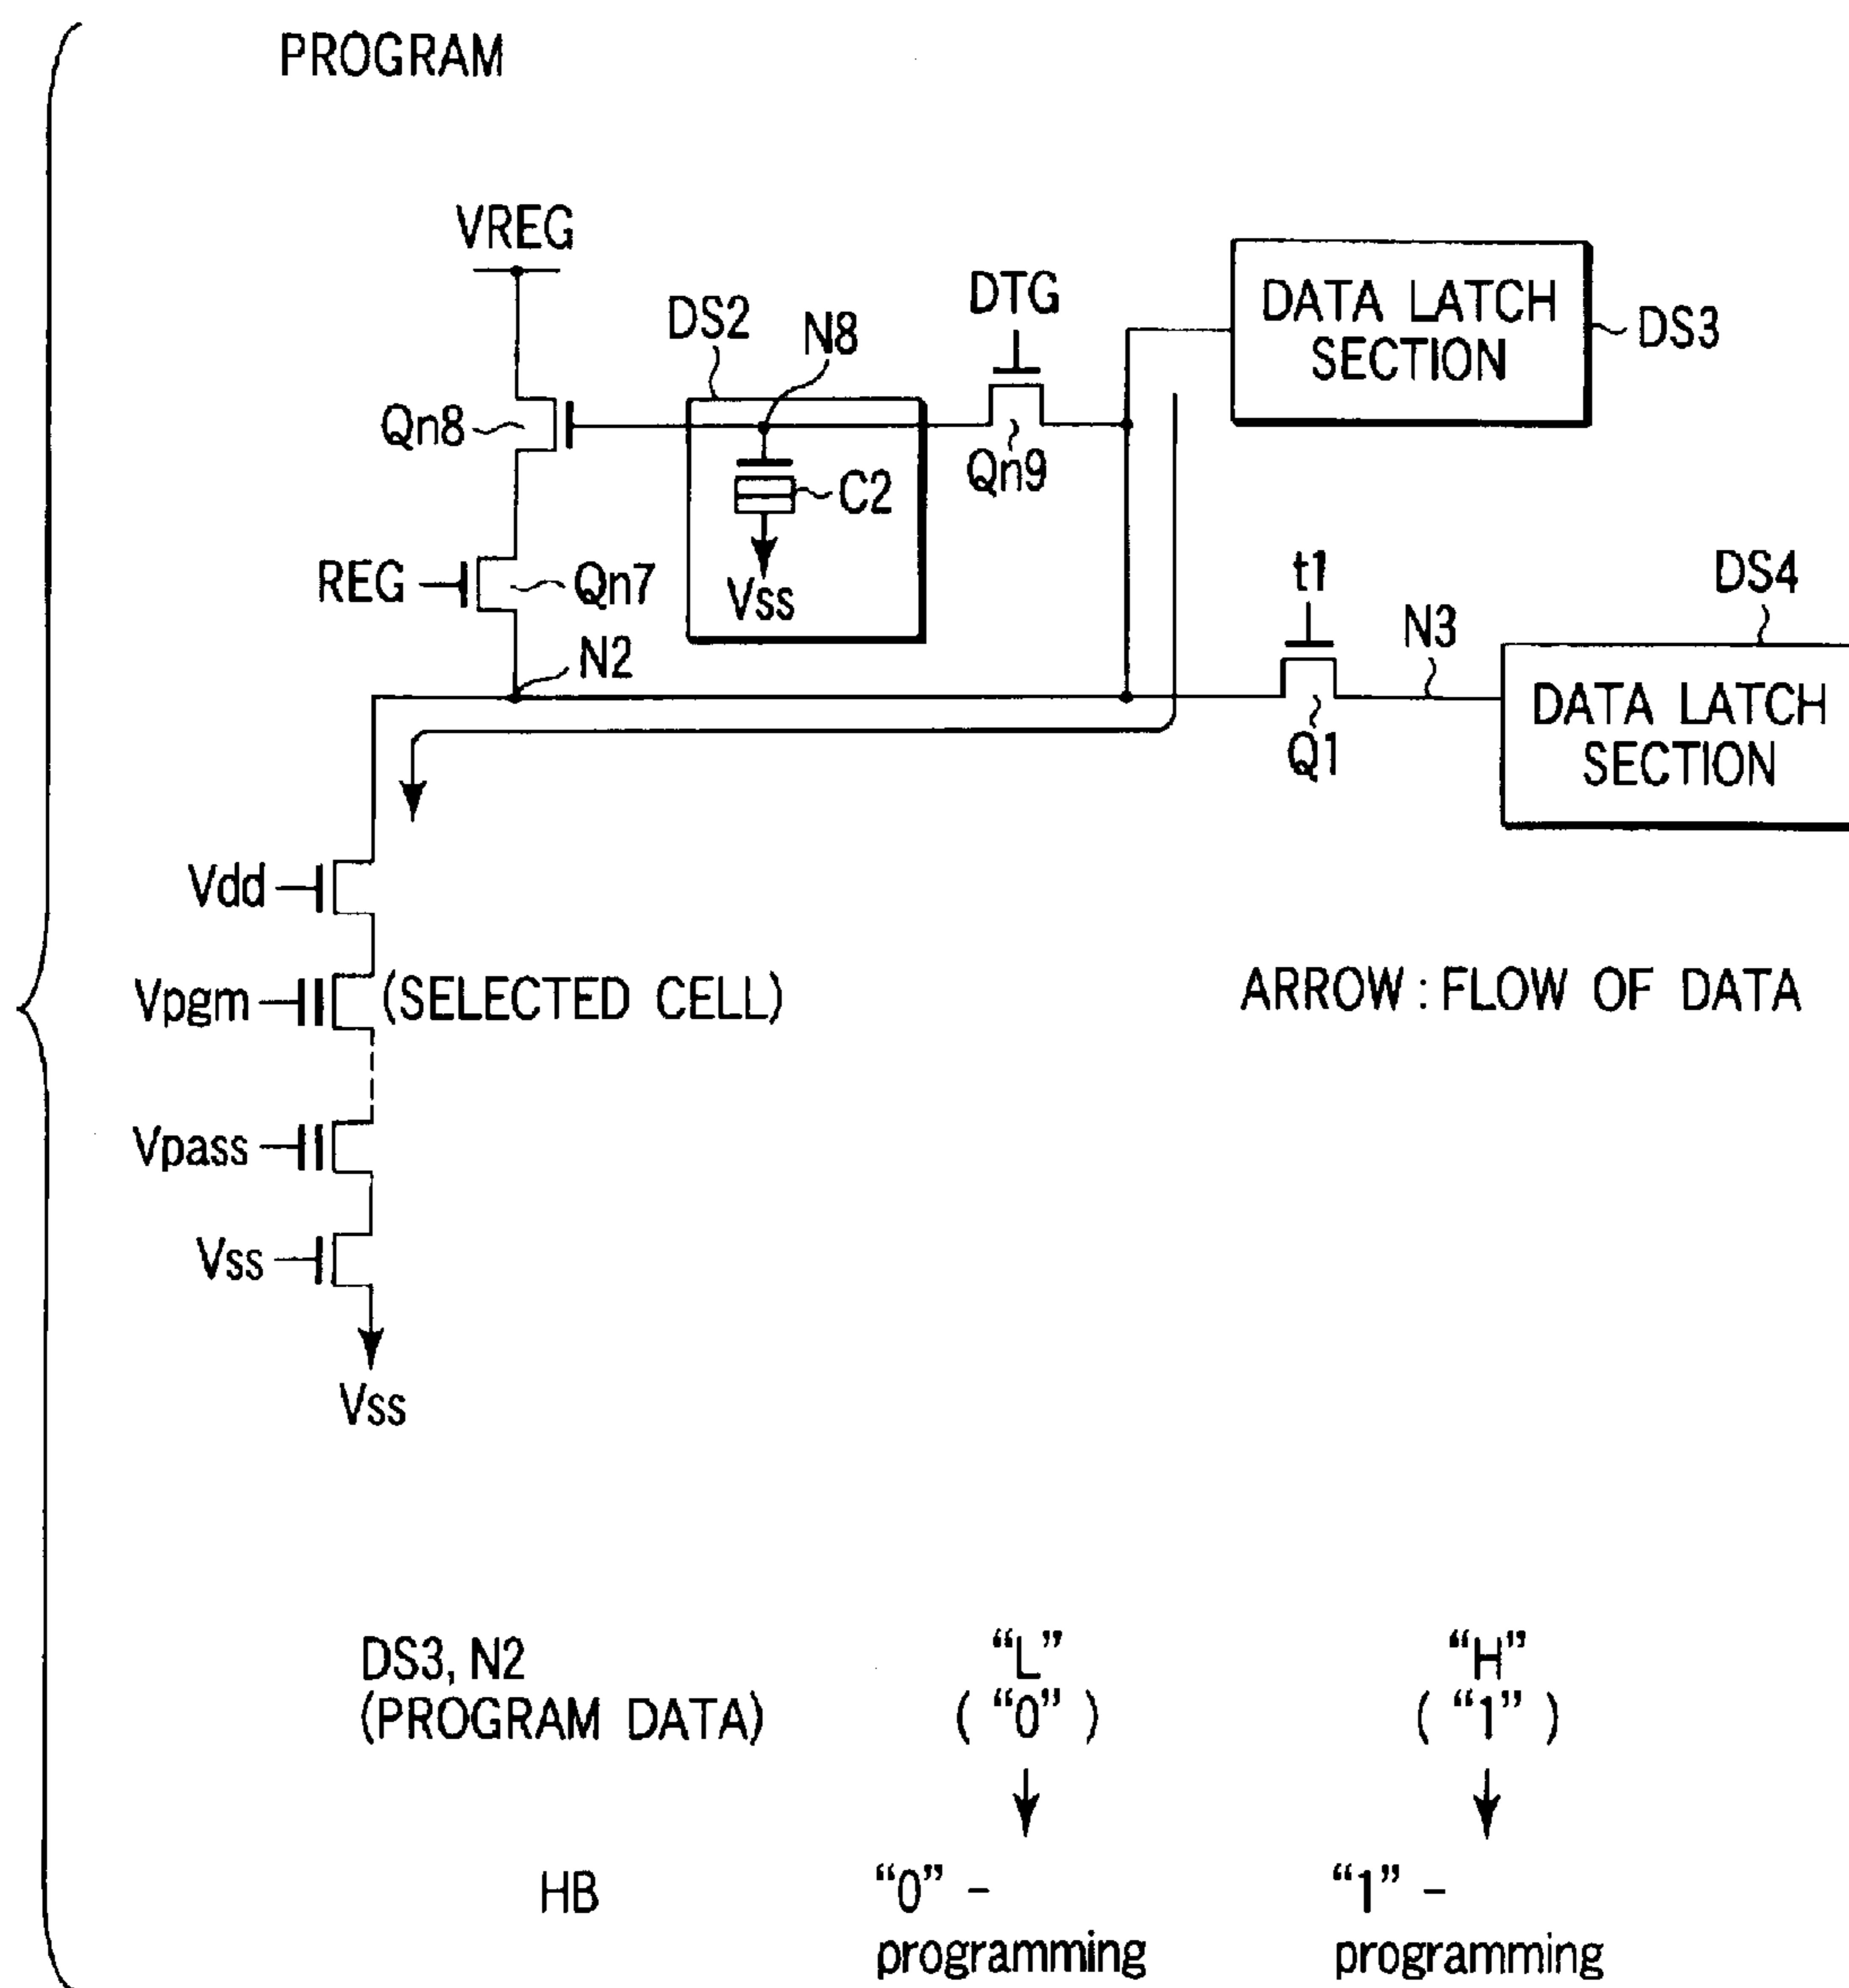 PROGRAM
VREG
DS2
N8
DTG
DATA LATCH
SECTION
DS3
Qn8
Qn9
C2
REG
Qn7
Vss
t1
N3
DS4
N2
Q1
DATA LATCH
SECTION
Vdd
Vpgm
(SELECTED CELL)
ARROW : FLOW OF DATA
Vpass
Vss
Vss
DS3, N2 “L” “H”
(PROGRAM DATA) ( “0” ) ( “1” )
HB “0” – “1” –
programming programming